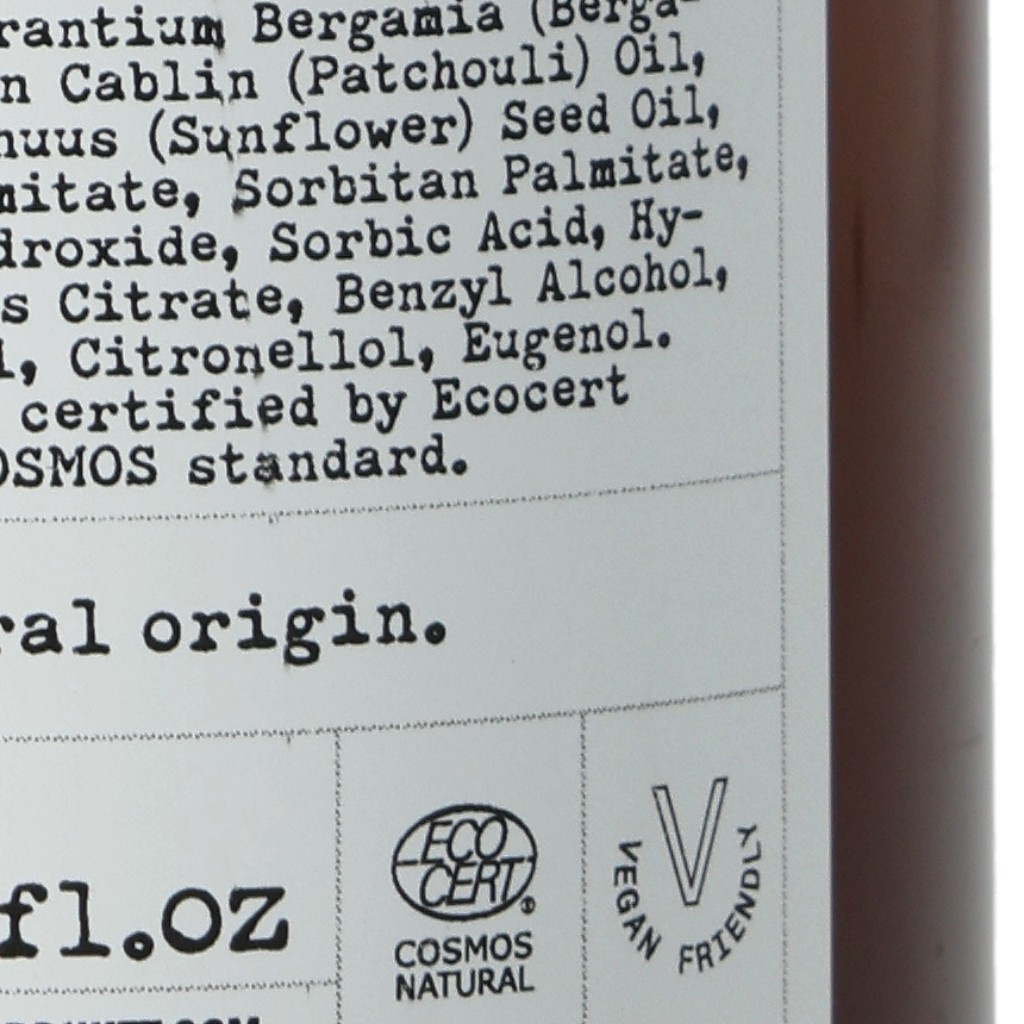 rantium Bergamia (Berga-
n Cablin (Patchouli) Oil,
nuus (Sunflower) Seed Oil,
mitate, Sorbitan Palmitate,
droxide, Sorbic Acid, Hy-
s Citrate, Benzyl Alcohol,
l, Citronellol, Eugenol.
certified by Ecocert
OSMOS standard.
ral origin.
fl.oz
ECO
CERT®
COSMOS
NATURAL
V
VEGAN FRIENDLY